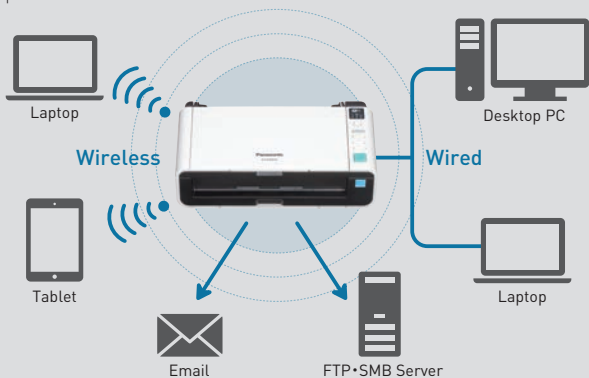 Laptop
Desktop PC
Panasonic
Wireless
Wired
Tablet
Laptop
Email
FTP•SMB Server